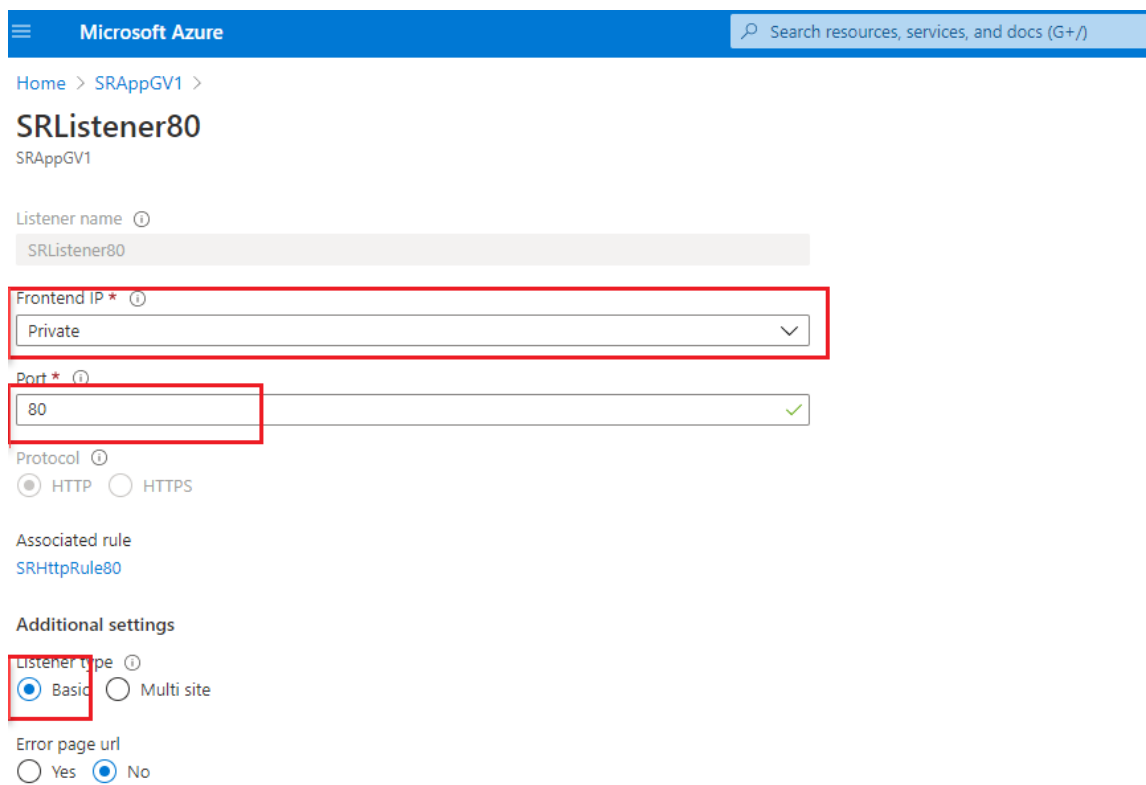 Microsoft Azure
Search resources, services, and docs (G+/)
Home > SRAppGV1 >
SRListener80
SRAppGV1
Listener name
SRListener80
Frontend IP *
Private
Port *
80
Protocol
HTTP HTTPS
Associated rule
SRHttpRule80
Additional settings
Listener type
Basic Multi site
Error page url
Yes No